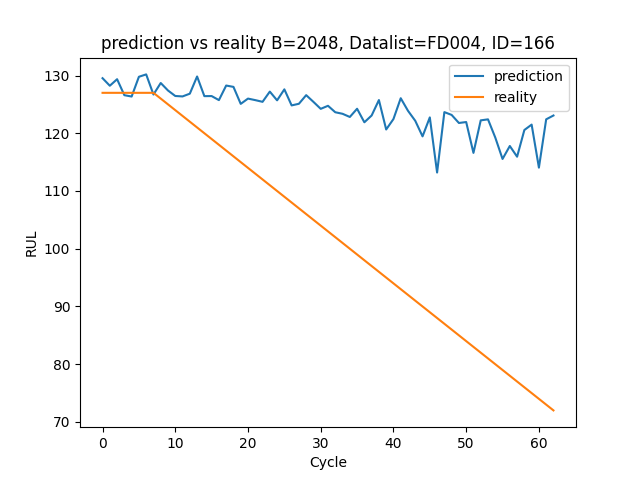 prediction vs reality B=2048, Datalist=FD004, ID=166
prediction
reality
130
120
110
100
90
80
70
RUL
0 10 20 30 40 50 60
Cycle